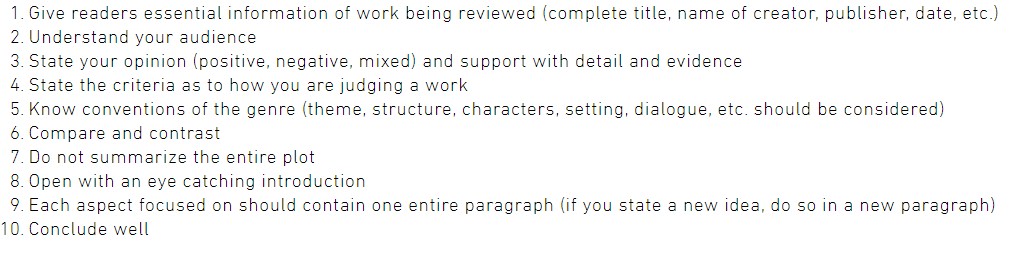 1. Give readers essential information of work being reviewed (complete title, name of creator, publisher, date, etc.)
2. Understand your audience
3. State your opinion (positive, negative, mixed) and support with detail and evidence
4. State the criteria as to how you are judging a work
5. Know conventions of the genre (theme, structure, characters, setting, dialogue, etc. should be considered)
6. Compare and contrast
7. Do not summarize the entire plot
8. Open with an eye catching introduction
9. Each aspect focused on should contain one entire paragraph (if you state a new idea, do so in a new paragraph)
10. Conclude well